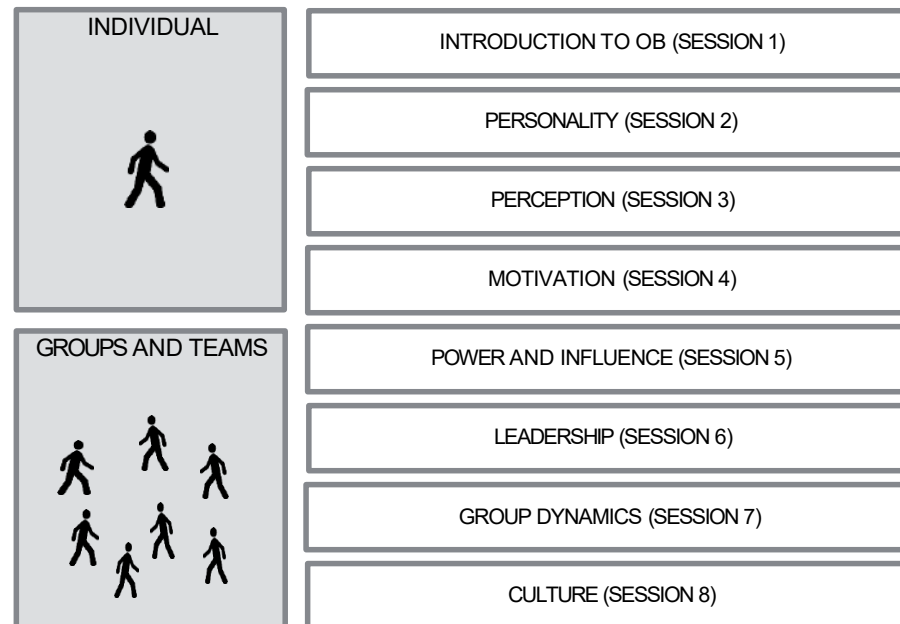 INDIVIDUAL
INTRODUCTION TO OB (SESSION 1)
PERSONALITY (SESSION 2)
PERCEPTION (SESSION 3)
MOTIVATION (SESSION 4)
GROUPS AND TEAMS
POWER AND INFLUENCE (SESSION 5)
LEADERSHIP (SESSION 6)
GROUP DYNAMICS (SESSION 7)
CULTURE (SESSION 8)